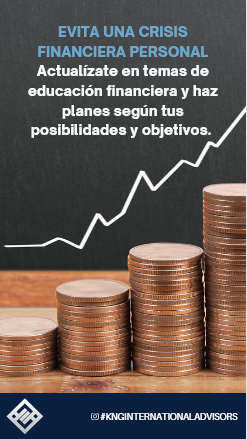 EVITA UNA CRISIS
FINANCIERA PERSONAL
Actualízate en temas de
educación financiera y haz
planes según tus
posibilidades y objetivos.
#KNGINTERNATIONALADVISORS